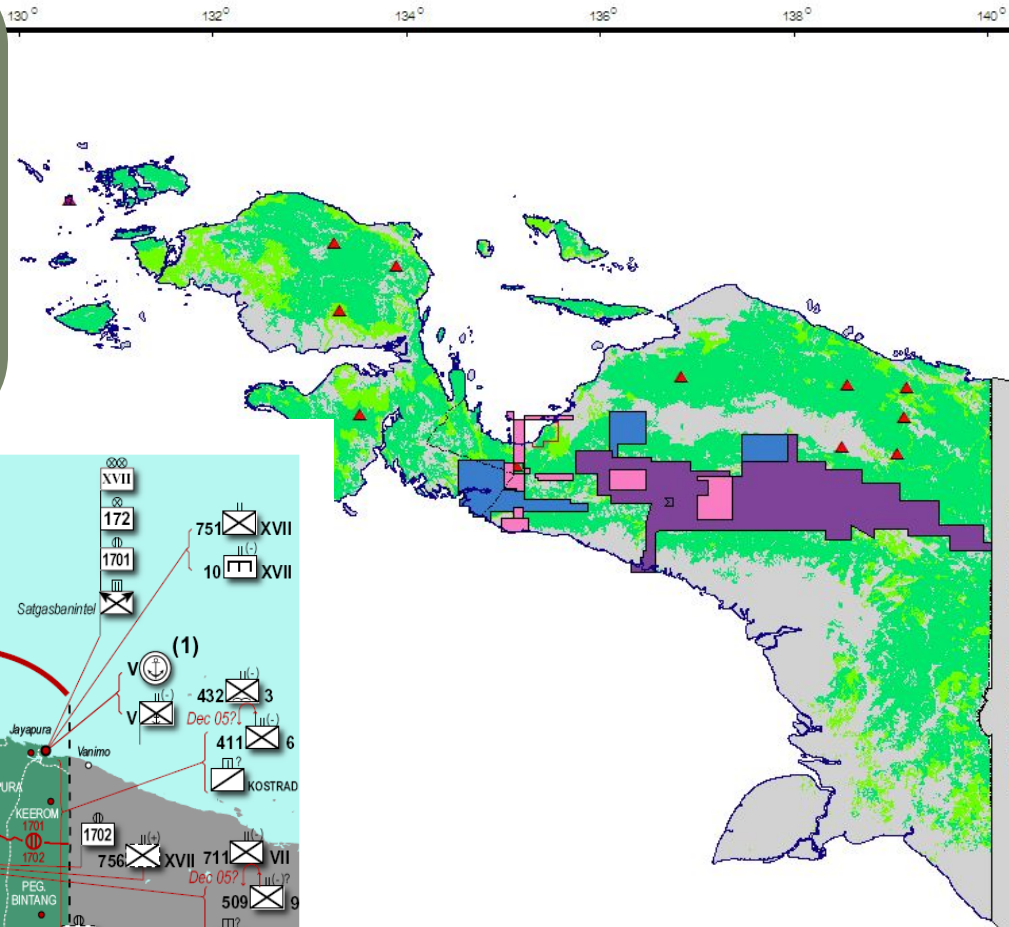 130° 132° 134° 136° 138° 140°
XVII
172
1701
Satgasbanintel
751 XVII
10 XVII
(1)
V
V
432 3
Dec 05?
411 6
?
KOSTRAD
Jayapura
Vanimo
PURA
KEEROM
1701
1702
1702
756 XVII
711 VII
Dec 05?
509 9
?
PEG.
BINTANG